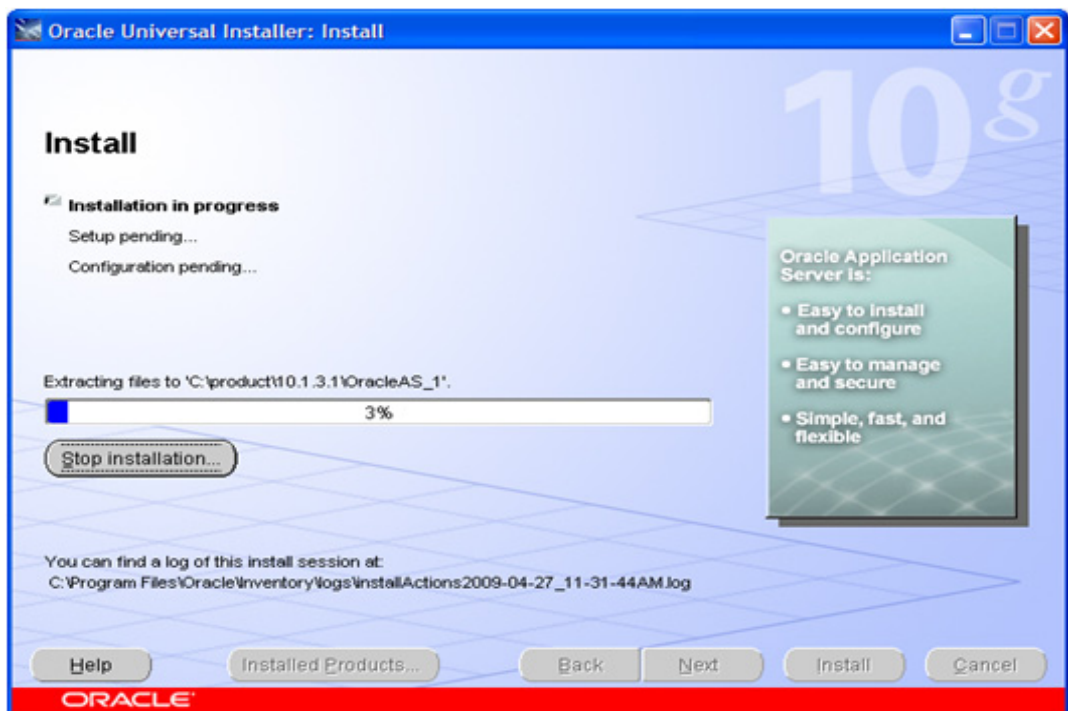 Oracle Universal Installer: Install
10g
Install
Installation in progress
Setup pending...
Configuration pending...
Oracle Application
Server is:
• Easy to install
and configure
• Easy to manage
and secure
• Simple, fast, and
flexible
Extracting files to 'C:\product\10.1.3.1\OracleAS_1'.
3%
Stop installation...
You can find a log of this install session at:
C:\Program Files\Oracle\Inventory\logs\installActions2009-04-27_11-31-44AM.log
Help
Installed Products...
Back
Next
Install
Cancel
ORACLE